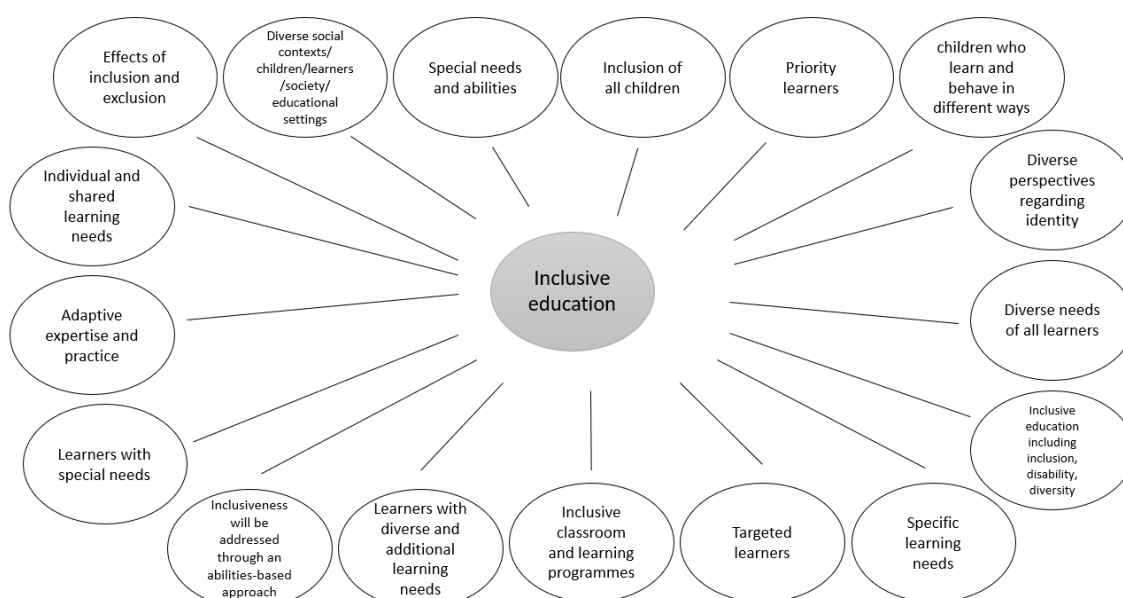 Effects of
inclusion and
exclusion
Diverse social
contexts/
children/learners
/society/
educational
settings
Special needs
and abilities
Inclusion of
all children
Priority
learners
children who
learn and
behave in
different ways
Individual and
shared
learning
needs
Diverse
perspectives
regarding
identity
Inclusive
education
Adaptive
expertise and
practice
Diverse needs
of all learners
Learners with
special needs
Inclusive
education
including
inclusion,
disability,
diversity
Inclusiveness
will be
addressed
through an
abilities-based
approach
Learners with
diverse and
additional
learning
needs
Inclusive
classroom
and learning
programmes
Targeted
learners
Specific
learning
needs